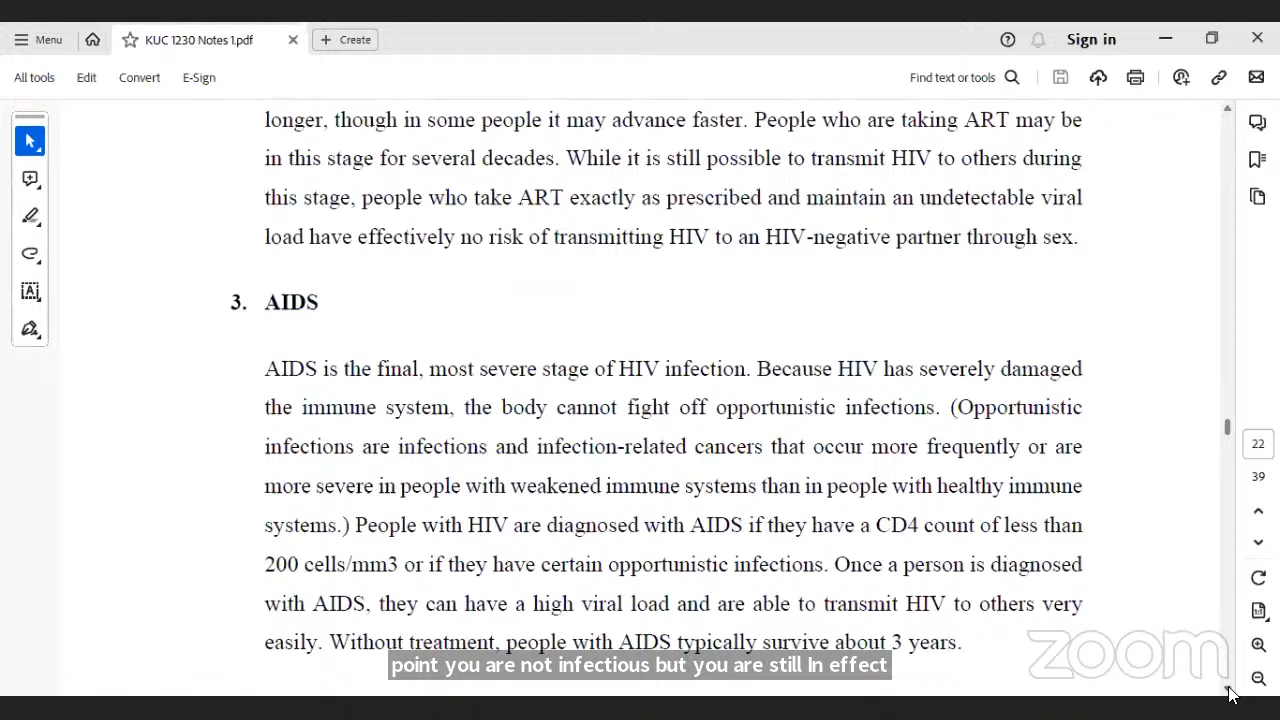 Menu
KUC 1230 Notes 1.pdf
Create
Sign in
All tools
Edit
Convert
E-Sign
Find text or tools
longer, though in some people it may advance faster. People who are taking ART may be
in this stage for several decades. While it is still possible to transmit HIV to others during
this stage, people who take ART exactly as prescribed and maintain an undetectable viral
load have effectively no risk of transmitting HIV to an HIV-negative partner through sex.
3. AIDS
AIDS is the final, most severe stage of HIV infection. Because HIV has severely damaged
the immune system, the body cannot fight off opportunistic infections. (Opportunistic
infections are infections and infection-related cancers that occur more frequently or are
more severe in people with weakened immune systems than in people with healthy immune
systems.) People with HIV are diagnosed with AIDS if they have a CD4 count of less than
200 cells/mm3 or if they have certain opportunistic infections. Once a person is diagnosed
with AIDS, they can have a high viral load and are able to transmit HIV to others very
easily. Without treatment, people with AIDS typically survive about 3 years.
point you are not infectious but you are still In effect
zoom
22
39